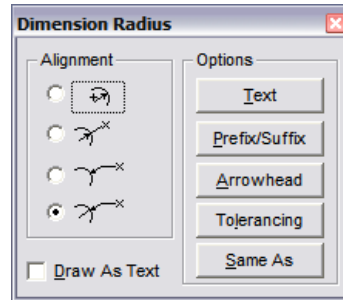 Dimension Radius
Alignment
Options
Text
Prefix/Suffix
Arrowhead
Tolerancing
Same As
Draw As Text